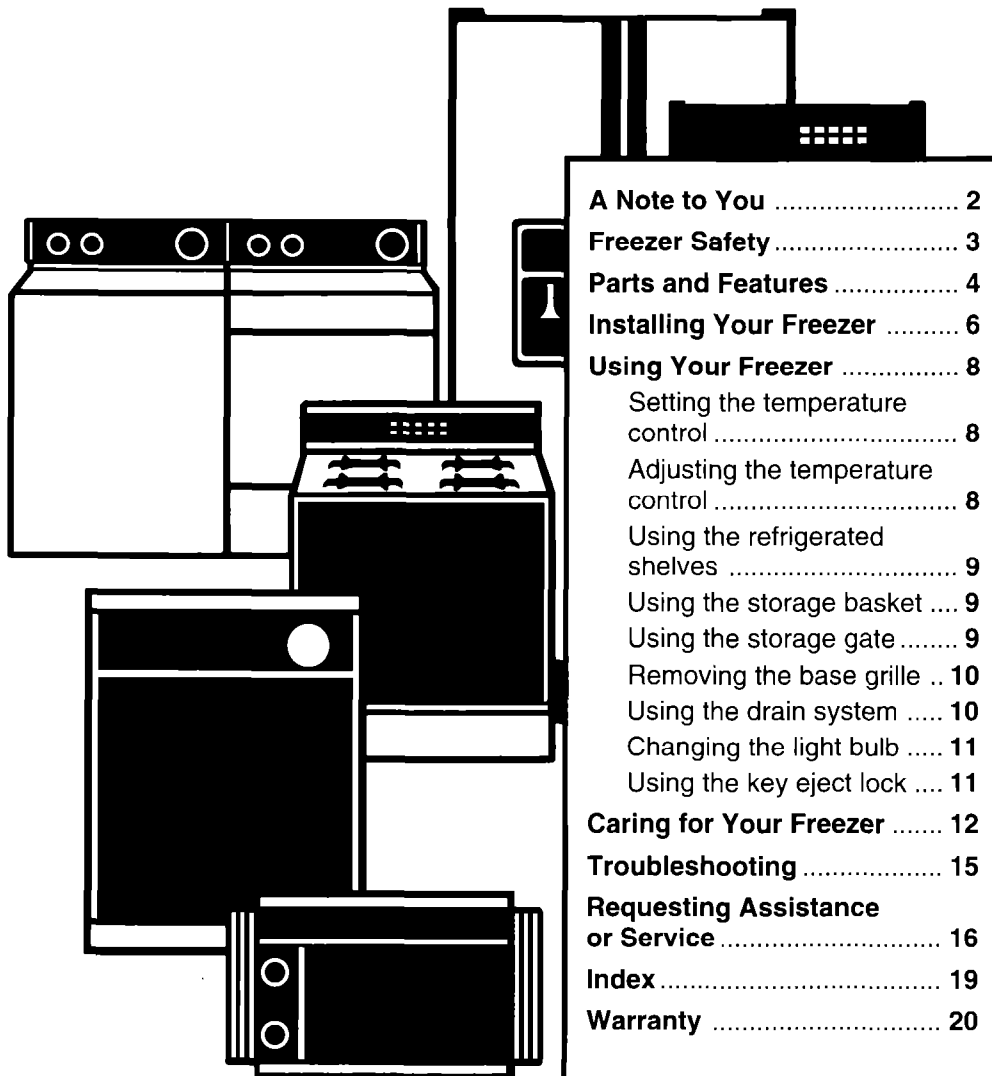 A Note to You ........................ 2
Freezer Safety ..................... 3
Parts and Features ............... 4
Installing Your Freezer .......... 6
Using Your Freezer ................ 8
Setting the temperature
control .................................. 8
Adjusting the temperature
control .................................. 8
Using the refrigerated
shelves ................................ 9
Using the storage basket .... 9
Using the storage gate ........ 9
Removing the base grille .. 10
Using the drain system ..... 10
Changing the light bulb ..... 11
Using the key eject lock .... 11
Caring for Your Freezer ....... 12
Troubleshooting .................. 15
Requesting Assistance
or Service ............................ 16
Index .................................... 19
Warranty ............................. 20